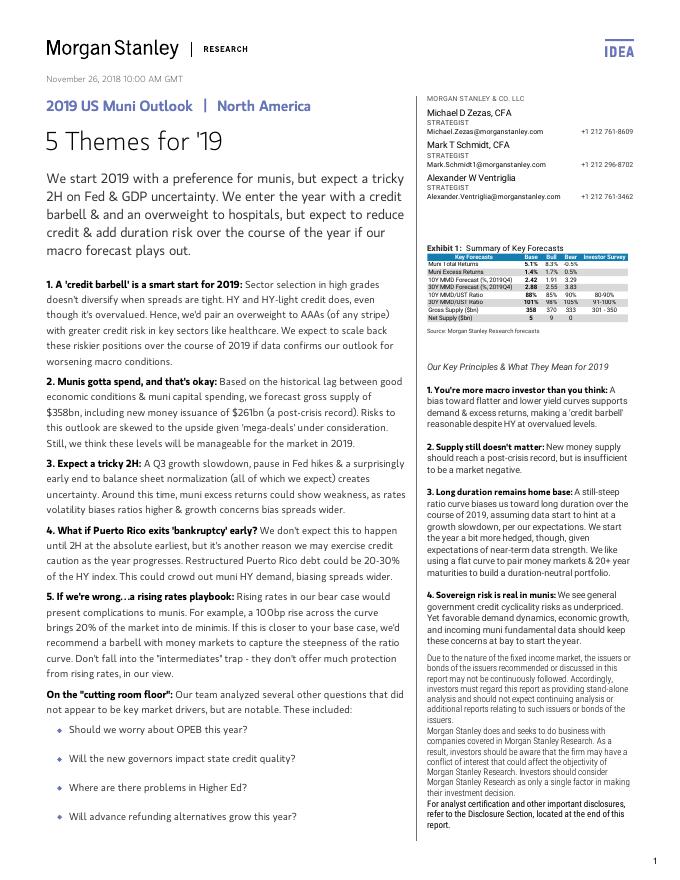 Morgan Stanley | RESEARCH
IDEA
November 26, 2018 10:00 AM GMT
2019 US Muni Outlook | North America
5 Themes for '19
We start 2019 with a preference for munis, but expect a tricky
2H on Fed & GDP uncertainty. We enter the year with a credit
barbell & and an overweight to hospitals, but expect to reduce
credit & add duration risk over the course of the year if our
macro forecast plays out.
1. A 'credit barbell' is a smart start for 2019: Sector selection in high grades
doesn't diversify when spreads are tight. HY and HY-light credit does, even
though it's overvalued. Hence, we'd pair an overweight to AAAs (of any stripe)
with greater credit risk in key sectors like healthcare. We expect to scale back
these riskier positions over the course of 2019 if data confirms our outlook for
worsening macro conditions.
2. Munis gotta spend, and that's okay: Based on the historical lag between good
economic conditions & muni capital spending, we forecast gross supply of
$358bn, including new money issuance of $261bn (a post-crisis record). Risks to
this outlook are skewed to the upside given 'mega-deals' under consideration.
Still, we think these levels will be manageable for the market in 2019.
3. Expect a tricky 2H: A Q3 growth slowdown, pause in Fed hikes & a surprisingly
early end to balance sheet normalization (all of which we expect) creates
uncertainty. Around this time, muni excess returns could show weakness, as rates
volatility biases ratios higher & growth concerns bias spreads wider.
4. What if Puerto Rico exits 'bankruptcy' early? We don't expect this to happen
until 2H at the absolute earliest, but it's another reason we may exercise credit
caution as the year progresses. Restructured Puerto Rico debt could be 20-30%
of the HY index. This could crowd out muni HY demand, biasing spreads wider.
5. If we're wrong...a rising rates playbook: Rising rates in our bear case would
present complications to munis. For example, a 100bp rise across the curve
brings 20% of the market into de minimis. If this is closer to your base case, we'd
recommend a barbell with money markets to capture the steepness of the ratio
curve. Don't fall into the "intermediates" trap - they don't offer much protection
from rising rates, in our view.
On the "cutting room floor": Our team analyzed several other questions that did
not appear to be key market drivers, but are notable. These included:
◆ Should we worry about OPEB this year?
◆ Will the new governors impact state credit quality?
◆ Where are there problems in Higher Ed?
◆ Will advance refunding alternatives grow this year?
MORGAN STANLEY & CO. LLC
Michael D Zezas, CFA
STRATEGIST
Michael.Zezas@morganstanley.com +1 212 761-8609
Mark T Schmidt, CFA
STRATEGIST
Mark.Schmidt1@morganstanley.com +1 212 296-8702
Alexander W Ventriglia
STRATEGIST
Alexander.Ventriglia@morganstanley.com +1 212 761-3462
Exhibit 1: Summary of Key Forecasts
Key Forecasts Base Bull Bear Investor Survey
Muni Total Returns 5.1% 8.3% -0.5%
Muni Excess Returns 1.4% 1.7% 0.5%
10Y MMD Forecast (%, 2019Q4) 2.42 1.91 3.29
30Y MMD Forecast (%, 2019Q4) 2.88 2.55 3.83
10Y MMD/UST Ratio 88% 85% 90% 80-90%
30Y MMD/UST Ratio 101% 98% 105% 91-100%
Gross Supply ($bn) 358 370 333 301 - 350
Net Supply ($bn) 5 9 0
Source: Morgan Stanley Research forecasts
Our Key Principles & What They Mean for 2019
1. You're more macro investor than you think: A
bias toward flatter and lower yield curves supports
demand & excess returns, making a 'credit barbell'
reasonable despite HY at overvalued levels.
2. Supply still doesn't matter: New money supply
should reach a post-crisis record, but is insufficient
to be a market negative.
3. Long duration remains home base: A still-steep
ratio curve biases us toward long duration over the
course of 2019, assuming data start to hint at a
growth slowdown, per our expectations. We start
the year a bit more hedged, though, given
expectations of near-term data strength. We like
using a flat curve to pair money markets & 20+ year
maturities to build a duration-neutral portfolio.
4. Sovereign risk is real in munis: We see general
government credit cyclicality risks as underpriced.
Yet favorable demand dynamics, economic growth,
and incoming muni fundamental data should keep
these concerns at bay to start the year.
Due to the nature of the fixed income market, the issuers or
bonds of the issuers recommended or discussed in this
report may not be continuously followed. Accordingly,
investors must regard this report as providing stand-alone
analysis and should not expect continuing analysis or
additional reports relating to such issuers or bonds of the
issuers.
Morgan Stanley does and seeks to do business with
companies covered in Morgan Stanley Research. As a
result, investors should be aware that the firm may have a
conflict of interest that could affect the objectivity of
Morgan Stanley Research. Investors should consider
Morgan Stanley Research as only a single factor in making
their investment decision.
For analyst certification and other important disclosures,
refer to the Disclosure Section, located at the end of this
report.
1